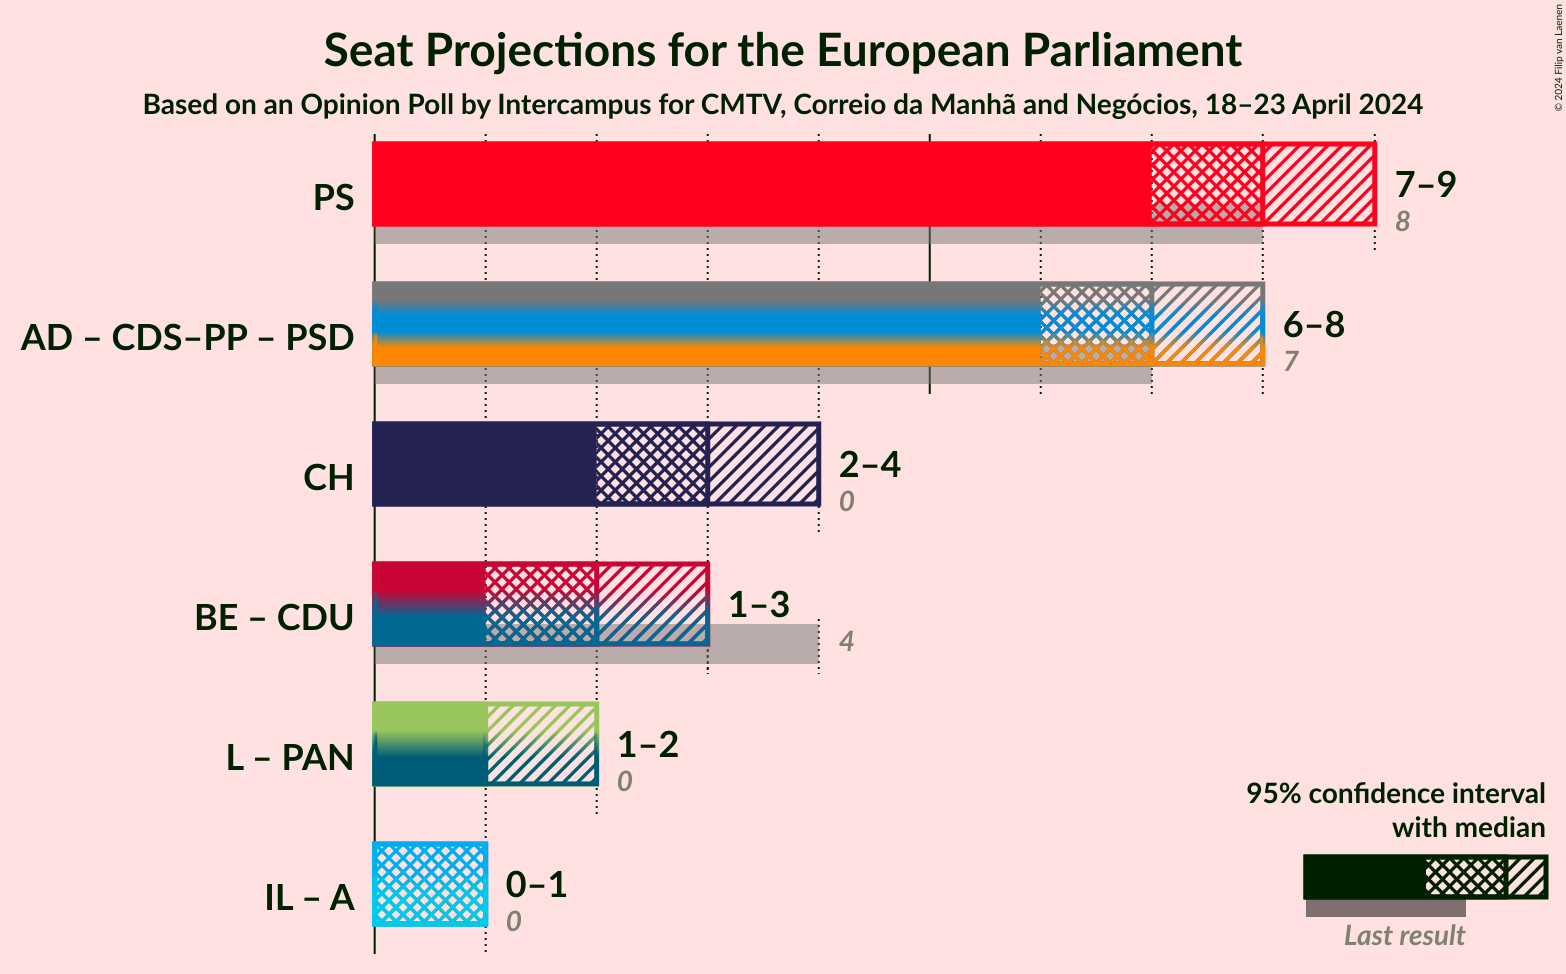 Seat Projections for the European Parliament
Based on an Opinion Poll by Intercampus for CMTV, Correio da Manhã and Negócios, 18–23 April 2024
© 2024 Filip van Laenen
PS
7–9
8
AD – CDS–PP – PSD
6–8
7
CH
2–4
0
BE – CDU
1–3
4
L – PAN
1–2
0
IL – A
0–1
0
95% confidence interval
with median
Last result